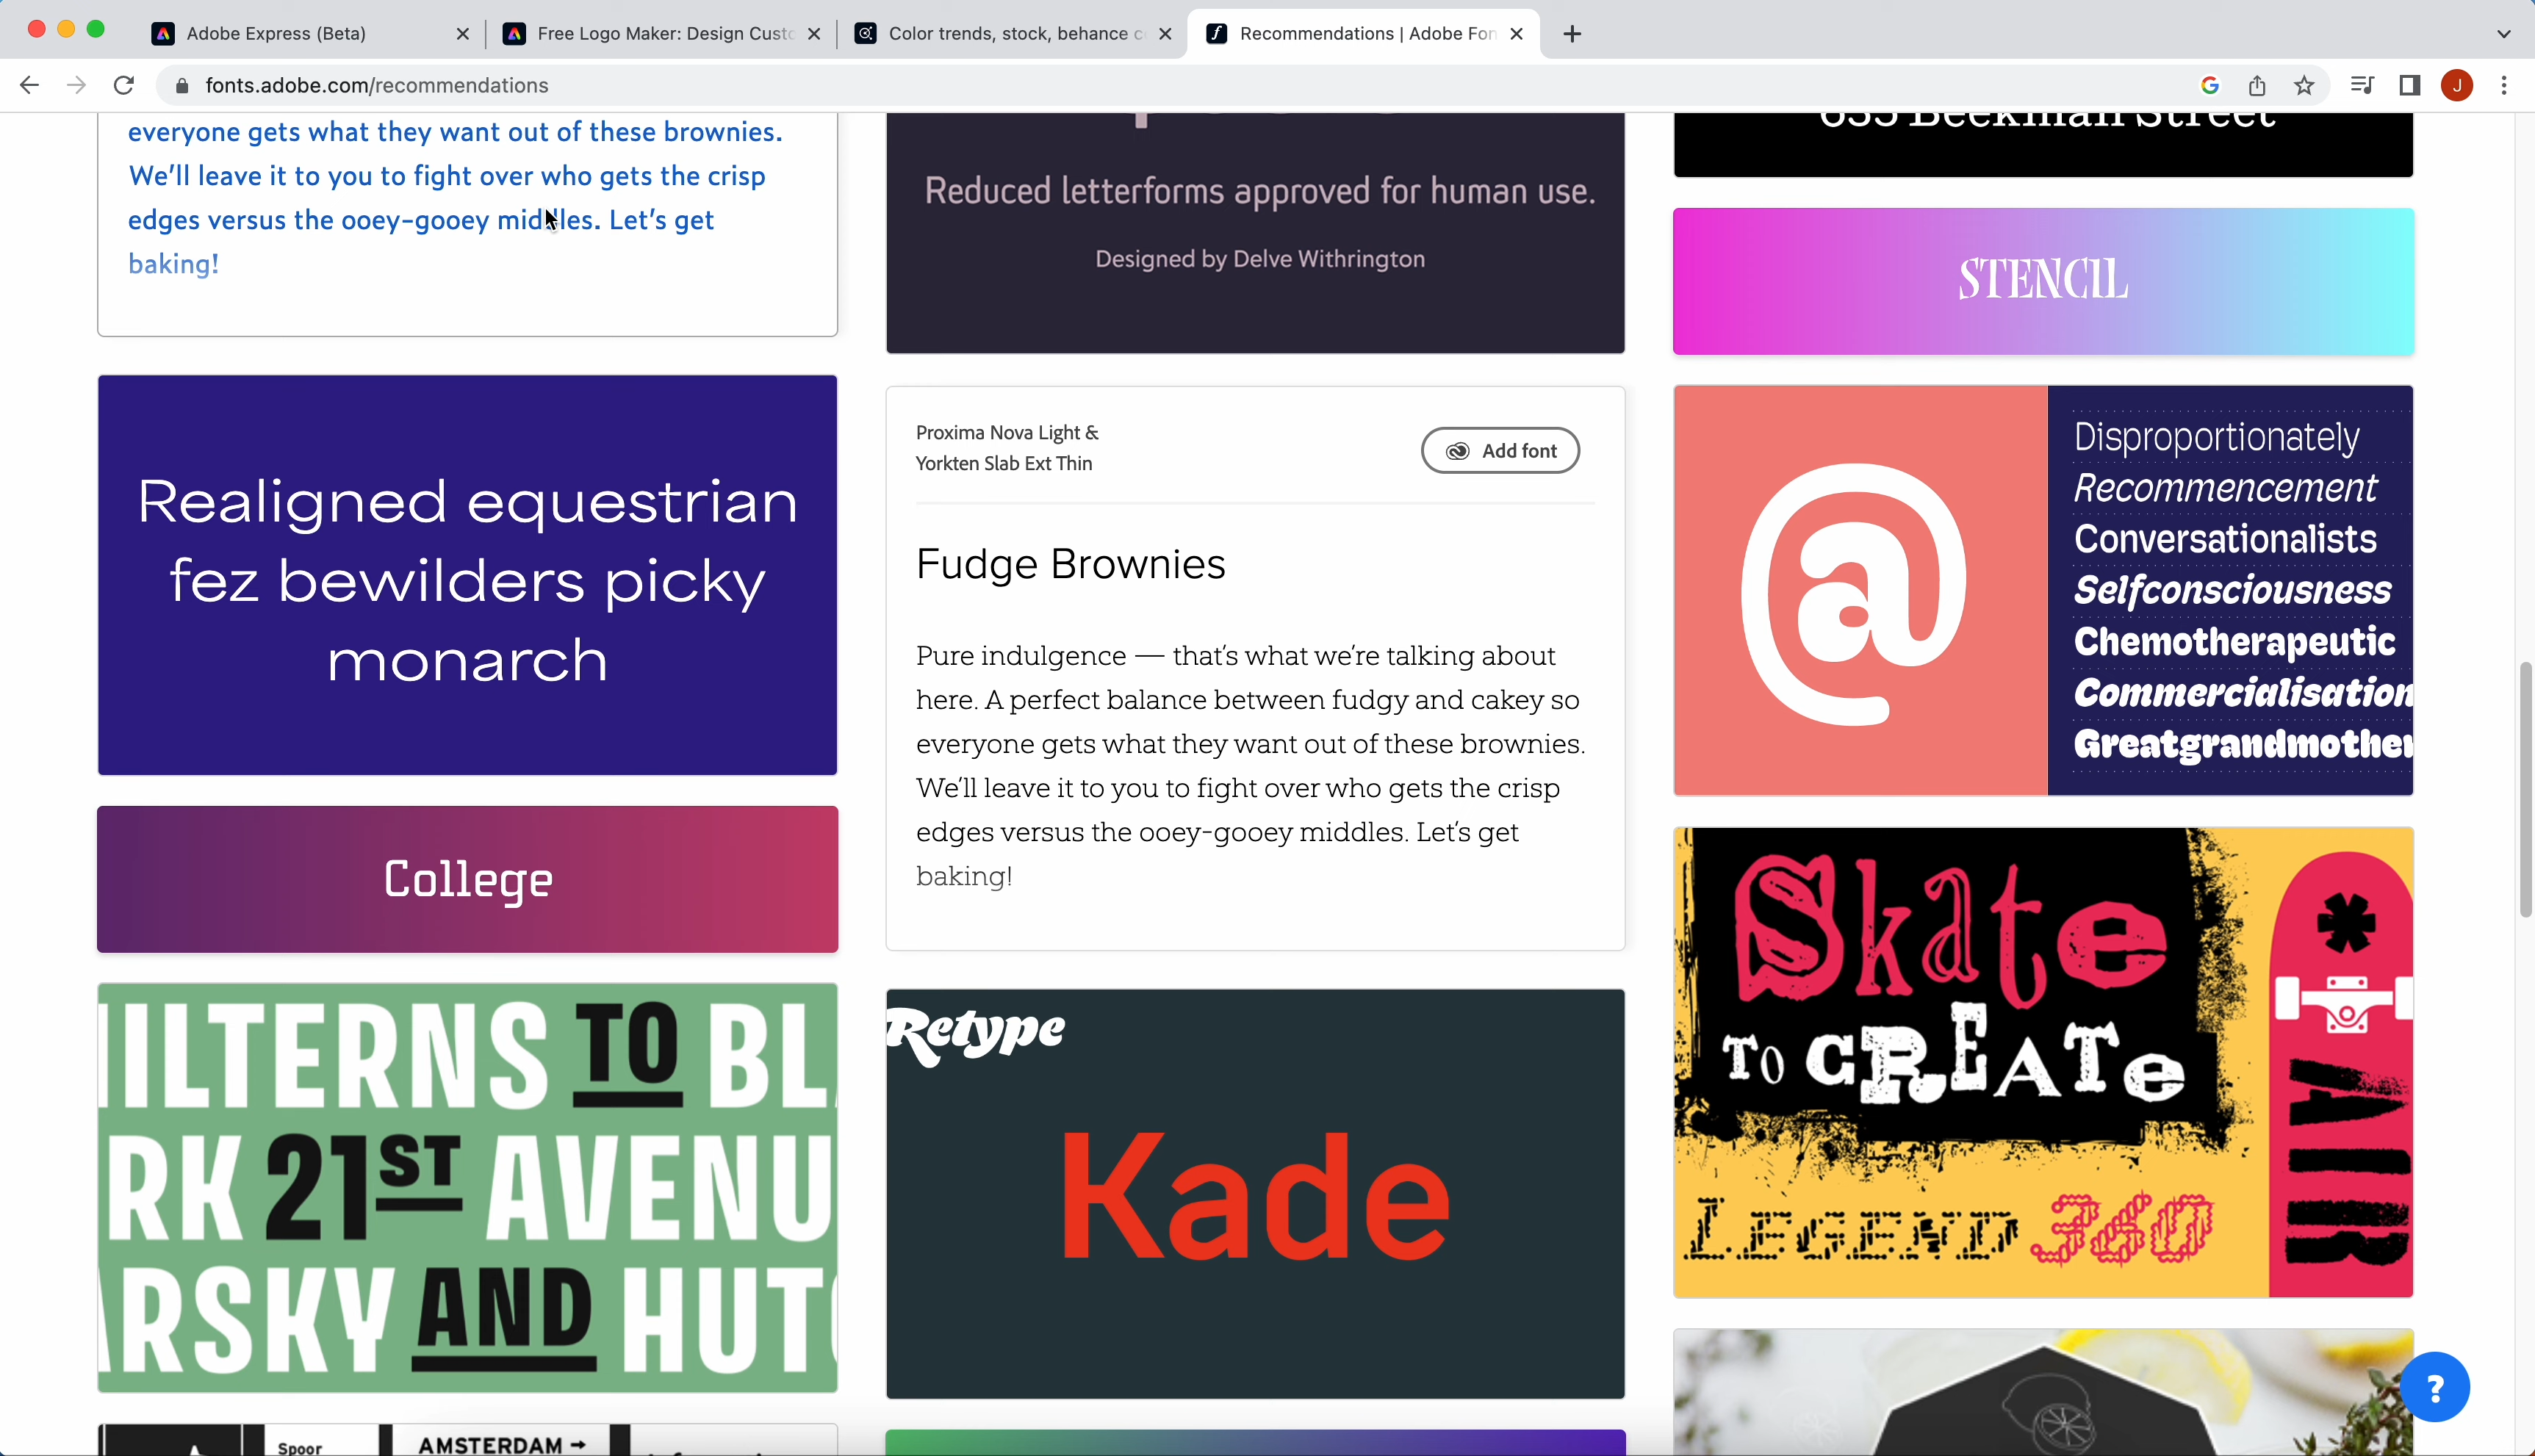 Adobe Express (Beta)
Free Logo Maker: Design Custo
Color trends, stock, behance c
Recommendations | Adobe Fon
fonts.adobe.com/recommendations
J
everyone gets what they want out of these brownies.
We'll leave it to you to fight over who gets the crisp
edges versus the ooey-gooey middles. Let's get
baking!
Realigned equestrian
fez bewilders picky
monarch
College
ILTERNS TO BL
RK 21ST AVENU
ARSKY AND HUT
Spoor
AMSTERDAM →
Reduced letterforms approved for human use.
Designed by Delve Withrington
Proxima Nova Light &
Yorkten Slab Ext Thin
Add font
Fudge Brownies
Pure indulgence — that's what we're talking about
here. A perfect balance between fudgy and cakey so
everyone gets what they want out of these brownies.
We'll leave it to you to fight over who gets the crisp
edges versus the ooey-gooey middles. Let's get
baking!
Retype
Kade
655 Beekman Street
STENCIL
@
Disproportionately
Recommencement
Conversationalists
Selfconsciousness
Chemotherapeutic
Commercialisation
Greatgrandmother
Skate
TO CREATe
LEGEND 360
AIR
?